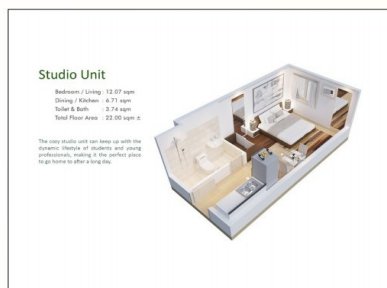 Studio Unit
Bedroom / Lining : 12.07 sqm
Dining / Kitchen : 6.71 sqm
Toilet & Bath : 3.74 sqm
Total Floor Area : 22.00 sqm ±
The cosy studio unit can keep up with the
dynamic lifestyle of students and young
professionals, making it the perfect place
to go home to after a long day.